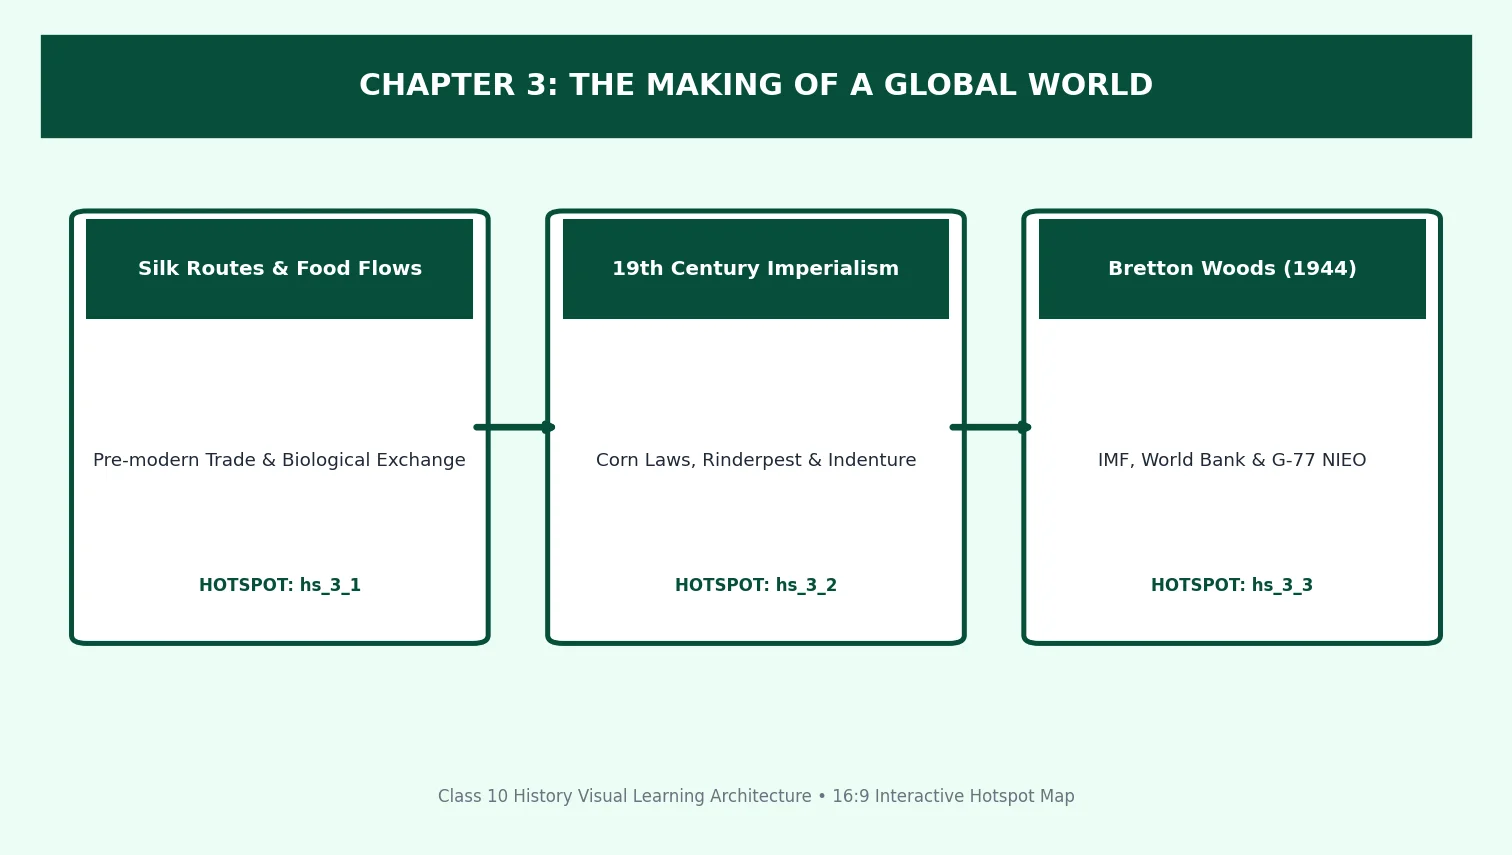 CHAPTER 3: THE MAKING OF A GLOBAL WORLD
Silk Routes & Food Flows
Pre-modern Trade & Biological Exchange
HOTSPOT: hs_3_1
19th Century Imperialism
Corn Laws, Rinderpest & Indenture
HOTSPOT: hs_3_2
Bretton Woods (1944)
IMF, World Bank & G-77 NIEO
HOTSPOT: hs_3_3
Class 10 History Visual Learning Architecture • 16:9 Interactive Hotspot Map